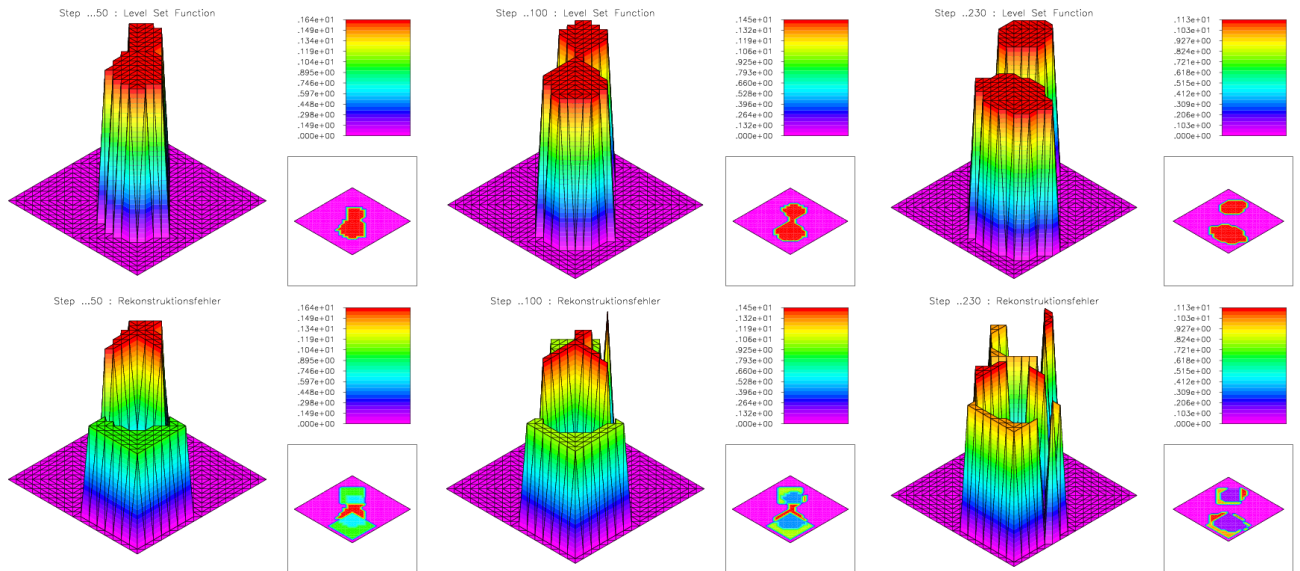 Step ...50 : Level Set Function
.164e+01
.149e+01
.134e+01
.119e+01
.104e+01
.895e+00
.746e+00
.597e+00
.448e+00
.298e+00
.149e+00
.000e+00
Step ..100 : Level Set Function
.145e+01
.132e+01
.119e+01
.106e+01
.925e+00
.793e+00
.660e+00
.528e+00
.396e+00
.264e+00
.132e+00
.000e+00
Step ..230 : Level Set Function
.113e+01
.103e+01
.927e+00
.824e+00
.721e+00
.618e+00
.515e+00
.412e+00
.309e+00
.206e+00
.103e+00
.000e+00
Step ...50 : Rekonstruktionsfehler
.164e+01
.149e+01
.134e+01
.119e+01
.104e+01
.895e+00
.746e+00
.597e+00
.448e+00
.298e+00
.149e+00
.000e+00
Step ..100 : Rekonstruktionsfehler
.145e+01
.132e+01
.119e+01
.106e+01
.925e+00
.793e+00
.660e+00
.528e+00
.396e+00
.264e+00
.132e+00
.000e+00
Step ..230 : Rekonstruktionsfehler
.113e+01
.103e+01
.927e+00
.824e+00
.721e+00
.618e+00
.515e+00
.412e+00
.309e+00
.206e+00
.103e+00
.000e+00